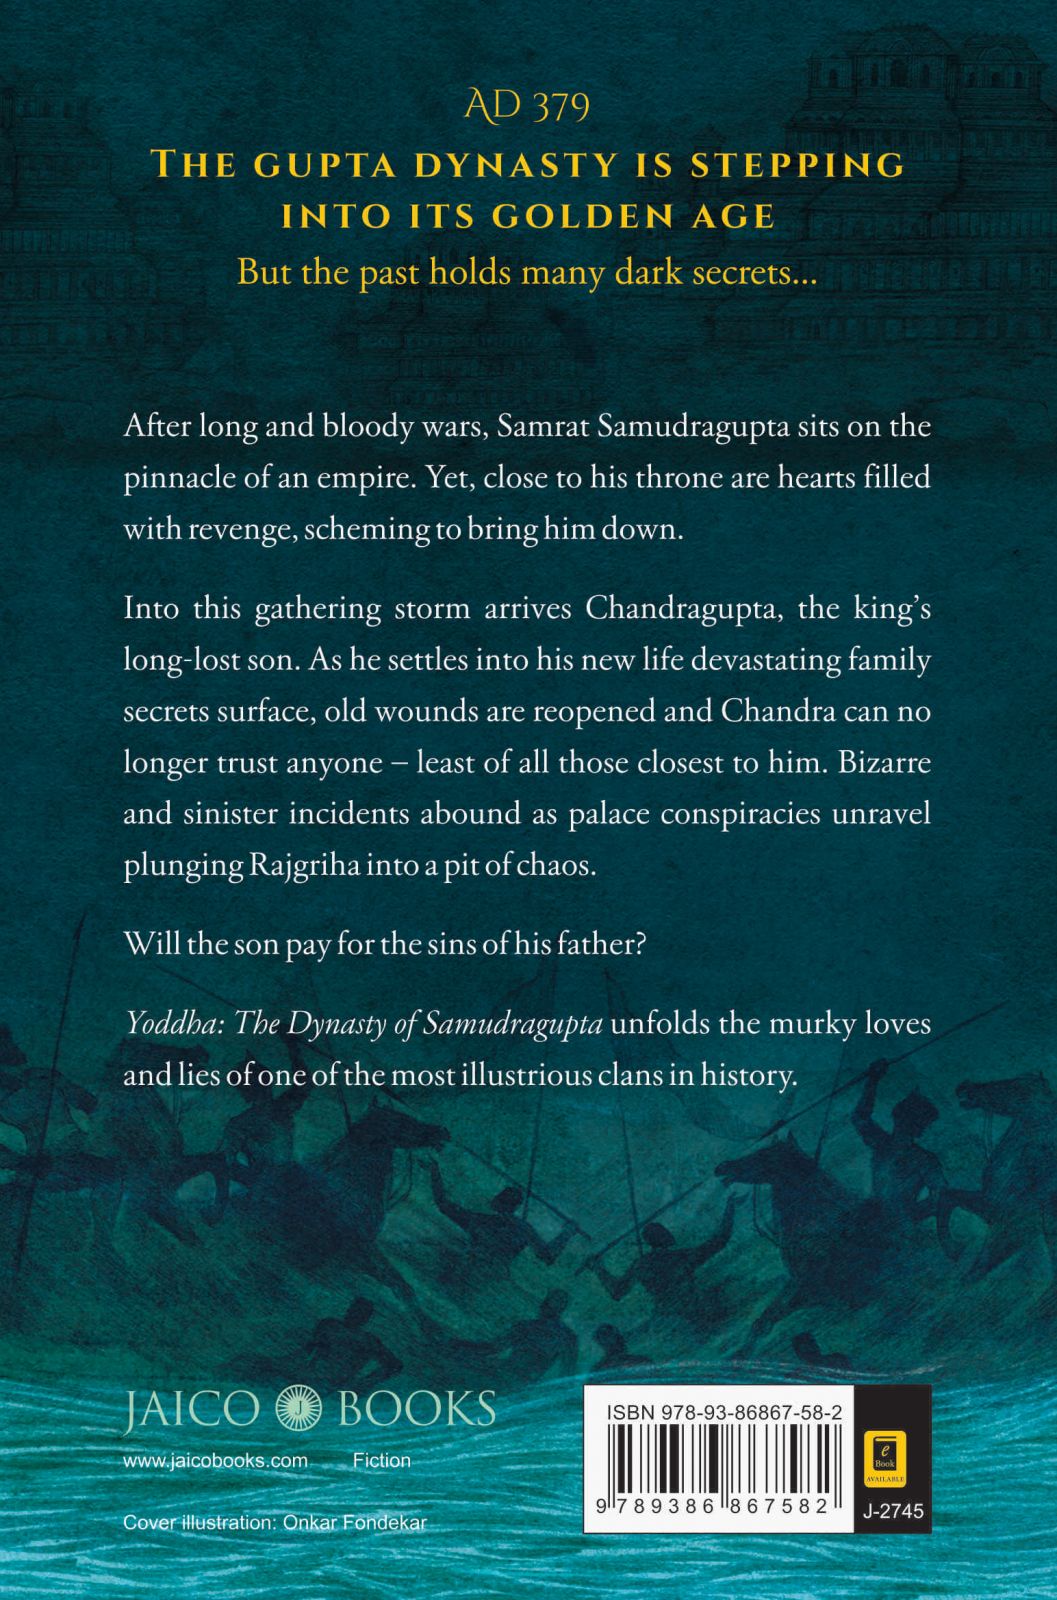 AD 379
THE GUPTA DYNASTY IS STEPPING
INTO ITS GOLDEN AGE
But the past holds many dark secrets...
After long and bloody wars, Samrat Samudragupta sits on the
pinnacle of an empire. Yet, close to his throne are hearts filled
with revenge, scheming to bring him down.
Into this gathering storm arrives Chandragupta, the king's
long-lost son. As he settles into his new life devastating family
secrets surface, old wounds are reopened and Chandra can no
longer trust anyone – least of all those closest to him. Bizarre
and sinister incidents abound as palace conspiracies unravel
plunging Rajgriha into a pit of chaos.
Will the son pay for the sins of his father?
Yoddha: The Dynasty of Samudragupta unfolds the murky loves
and lies of one of the most illustrious clans in history.
JAICO J BOOKS
www.jaicobooks.com Fiction
Cover illustration: Onkar Fondekar
ISBN 978-93-86867-58-2
9 789386 867582
e
Book
AVAILABLE
J-2745